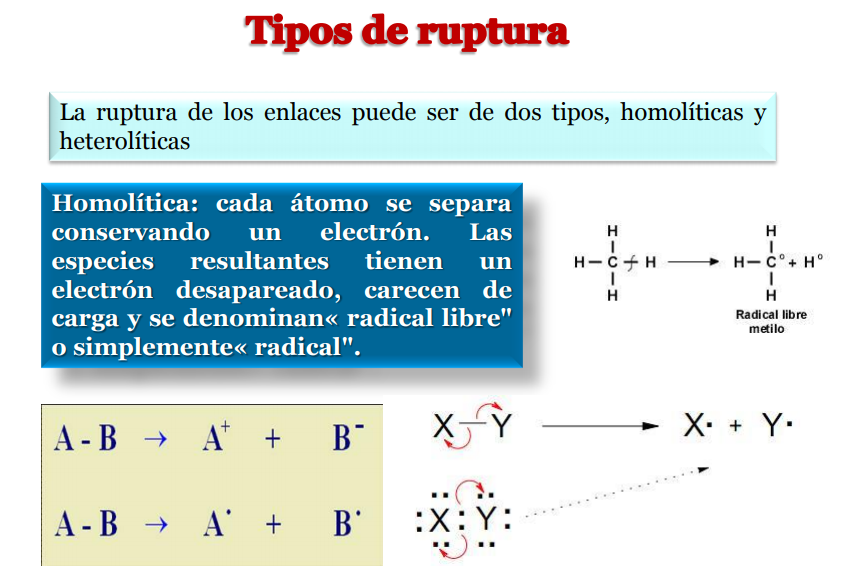 Tipos de ruptura
La ruptura de los enlaces puede ser de dos tipos, homolíticas y
heterolíticas
Homolítica: cada átomo se separa
conservando un electrón. Las
especies resultantes tienen un
electrón desapareado, carecen de
carga y se denominan« radical libre"
o simplemente« radical".
H H
H–C–H → H–C° + H°
H H
Radical libre
metilo
A - B → A⁺ + B⁻
A - B → A· + B·
X–Y → X· + Y·
:X:Y: